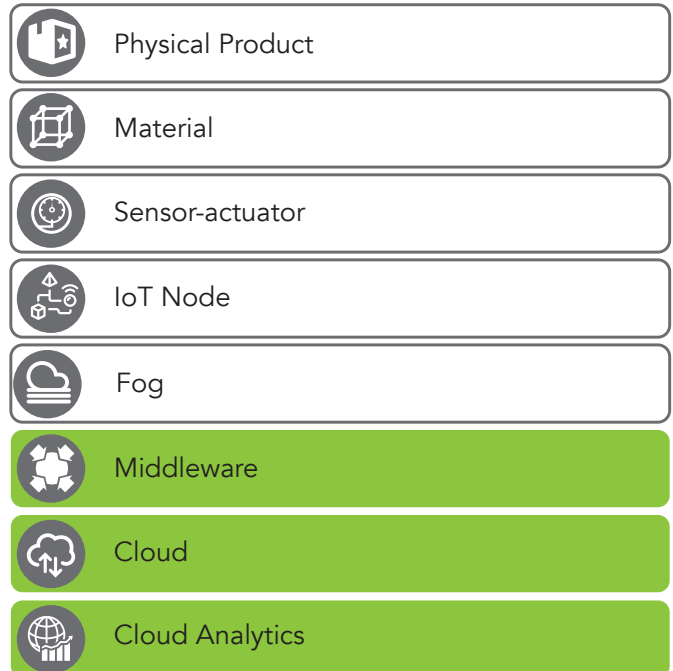 Physical Product
Material
Sensor-actuator
IoT Node
Fog
Middleware
Cloud
Cloud Analytics